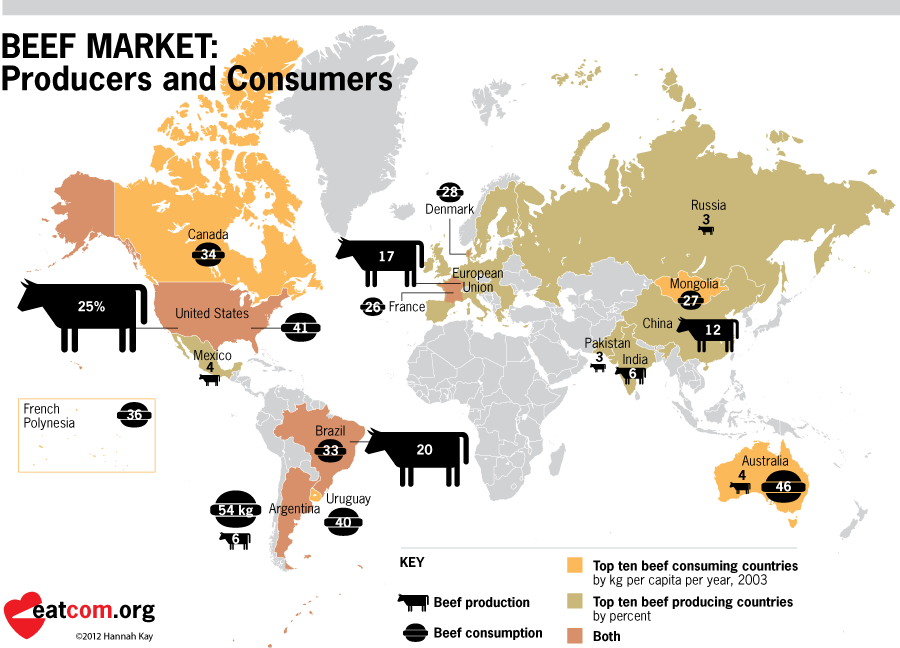 BEEF MARKET:
Producers and Consumers
28
Denmark
Russia
3
Canada
34
17
European
Union
Mongolia
27
25%
United States
41
26
France
China
12
Mexico
4
Pakistan
3
India
6
French
Polynesia
36
Brazil
33
20
Australia
4
46
54 kg
Argentina
Uruguay
40
6
KEY
Beef production
Beef consumption
Top ten beef consuming countries
by kg per capita per year, 2003
Top ten beef producing countries
by percent
Both
eatcom.org
©2012 Hannah Kay